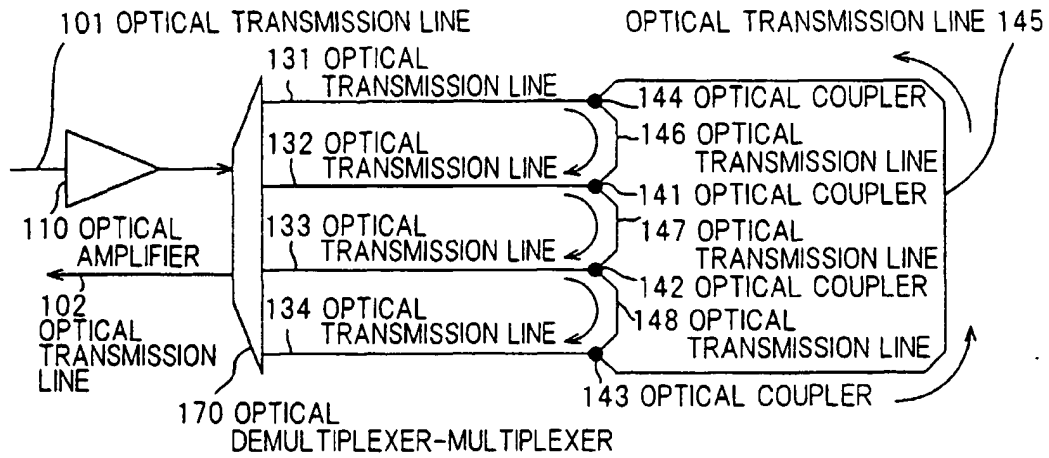 101 OPTICAL TRANSMISSION LINE
OPTICAL TRANSMISSION LINE 145
131 OPTICAL
TRANSMISSION LINE
144 OPTICAL COUPLER
132 OPTICAL
TRANSMISSION LINE
146 OPTICAL
TRANSMISSION LINE
141 OPTICAL COUPLER
110 OPTICAL
AMPLIFIER
133 OPTICAL
TRANSMISSION LINE
147 OPTICAL
TRANSMISSION LINE
142 OPTICAL COUPLER
102
OPTICAL
TRANSMISSION
LINE
134 OPTICAL
TRANSMISSION LINE
148 OPTICAL
TRANSMISSION LINE
143 OPTICAL COUPLER
170 OPTICAL
DEMULTIPLEXER-MULTIPLEXER